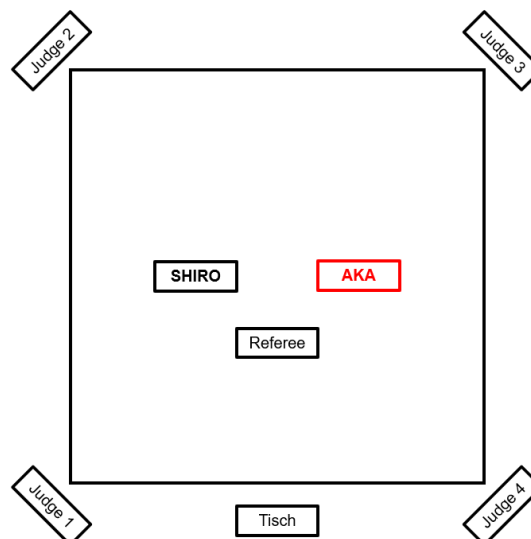 Judge 2
Judge 3
SHIRO
AKA
Referee
Judge 1
Judge 4
Tisch